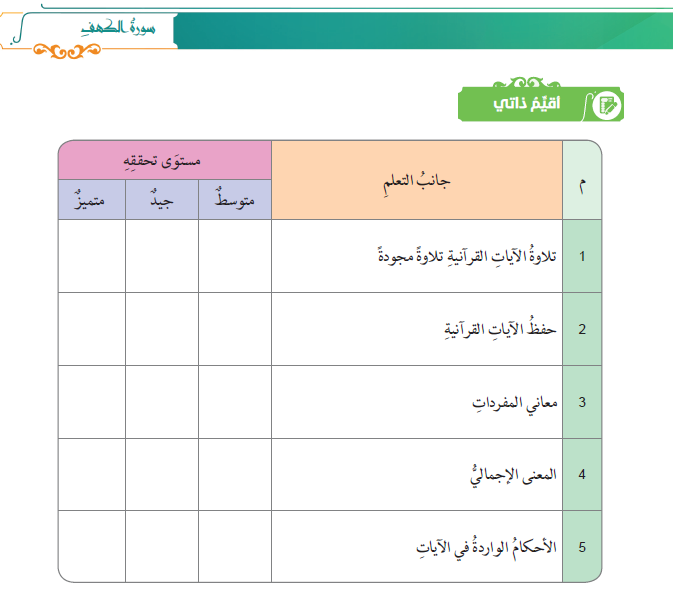 سورةُ الكهفِ
أقيِّمُ ذاتي
م
جانبُ التعلمِ
مستوَى تحققِهِ
متوسطٌ
جيدٌ
متميزٌ
1 تلاوةُ الآياتِ القرآنيةِ تلاوةً مجودةً
2 حفظُ الآياتِ القرآنيةِ
3 معاني المفرداتِ
4 المعنى الإجماليُّ
5 الأحكامُ الواردةُ في الآياتِ